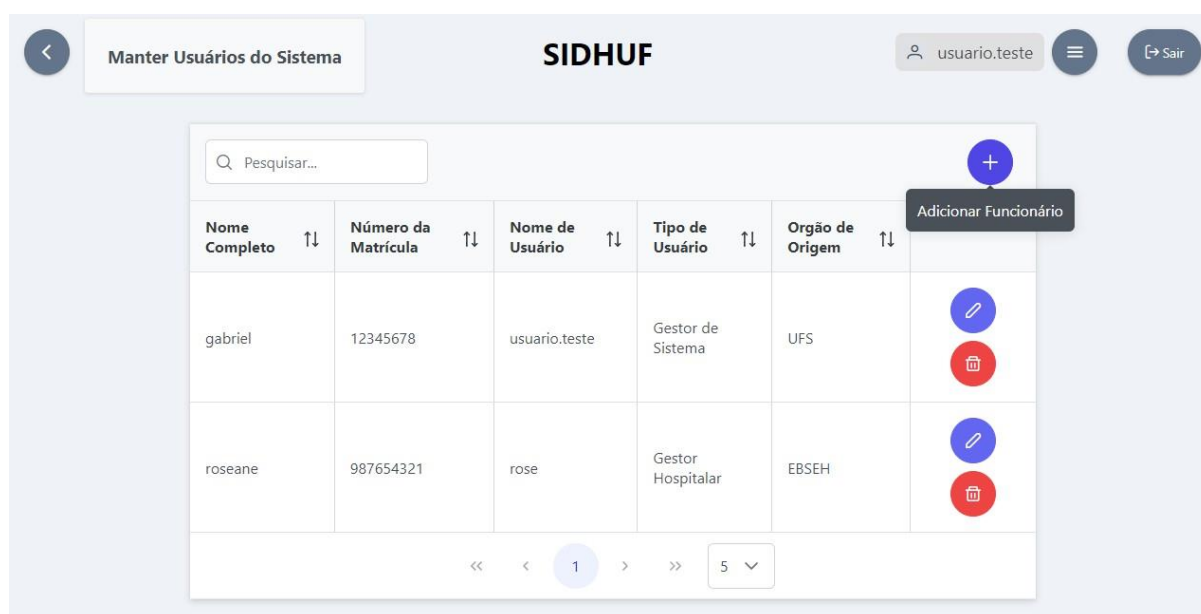 Manter Usuários do Sistema
SIDHUF
usuario.teste
Sair
Pesquisar...
Adicionar Funcionário
Nome Completo
Número da Matrícula
Nome de Usuário
Tipo de Usuário
Orgão de Origem
gabriel
12345678
usuario.teste
Gestor de Sistema
UFS
roseane
987654321
rose
Gestor Hospitalar
EBSEH
1
5